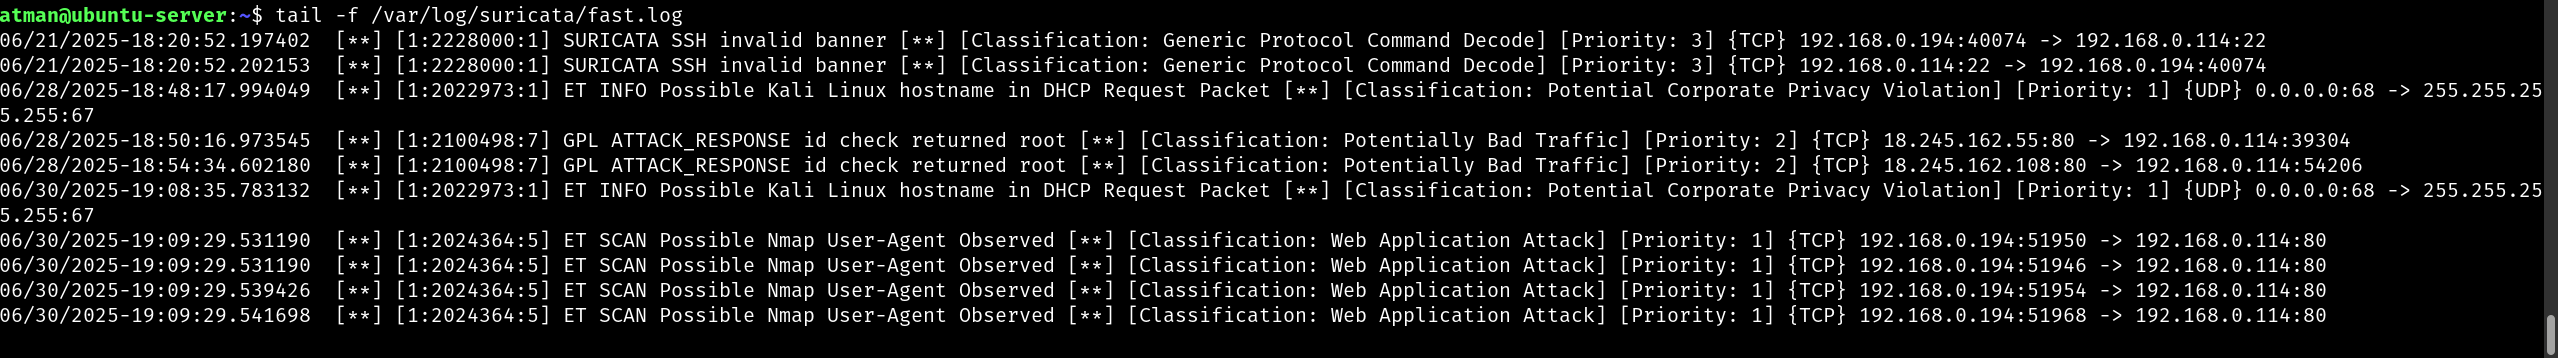 atman@ubuntu-server:~$ tail -f /var/log/suricata/fast.log
06/21/2025-18:20:52.197402  [**] [1:2228000:1] SURICATA SSH invalid banner [**] [Classification: Generic Protocol Command Decode] [Priority: 3] {TCP} 192.168.0.194:40074 -> 192.168.0.114:22
06/21/2025-18:20:52.202153  [**] [1:2228000:1] SURICATA SSH invalid banner [**] [Classification: Generic Protocol Command Decode] [Priority: 3] {TCP} 192.168.0.114:22 -> 192.168.0.194:40074
06/28/2025-18:48:17.994049  [**] [1:2022973:1] ET INFO Possible Kali Linux hostname in DHCP Request Packet [**] [Classification: Potential Corporate Privacy Violation] [Priority: 1] {UDP} 0.0.0.0:68 -> 255.255.25
5.255:67
06/28/2025-18:50:16.973545  [**] [1:2100498:7] GPL ATTACK_RESPONSE id check returned root [**] [Classification: Potentially Bad Traffic] [Priority: 2] {TCP} 18.245.162.55:80 -> 192.168.0.114:39304
06/28/2025-18:54:34.602180  [**] [1:2100498:7] GPL ATTACK_RESPONSE id check returned root [**] [Classification: Potentially Bad Traffic] [Priority: 2] {TCP} 18.245.162.108:80 -> 192.168.0.114:54206
06/30/2025-19:08:35.783132  [**] [1:2022973:1] ET INFO Possible Kali Linux hostname in DHCP Request Packet [**] [Classification: Potential Corporate Privacy Violation] [Priority: 1] {UDP} 0.0.0.0:68 -> 255.255.25
5.255:67
06/30/2025-19:09:29.531190  [**] [1:2024364:5] ET SCAN Possible Nmap User-Agent Observed [**] [Classification: Web Application Attack] [Priority: 1] {TCP} 192.168.0.194:51950 -> 192.168.0.114:80
06/30/2025-19:09:29.531190  [**] [1:2024364:5] ET SCAN Possible Nmap User-Agent Observed [**] [Classification: Web Application Attack] [Priority: 1] {TCP} 192.168.0.194:51946 -> 192.168.0.114:80
06/30/2025-19:09:29.539426  [**] [1:2024364:5] ET SCAN Possible Nmap User-Agent Observed [**] [Classification: Web Application Attack] [Priority: 1] {TCP} 192.168.0.194:51954 -> 192.168.0.114:80
06/30/2025-19:09:29.541698  [**] [1:2024364:5] ET SCAN Possible Nmap User-Agent Observed [**] [Classification: Web Application Attack] [Priority: 1] {TCP} 192.168.0.194:51968 -> 192.168.0.114:80